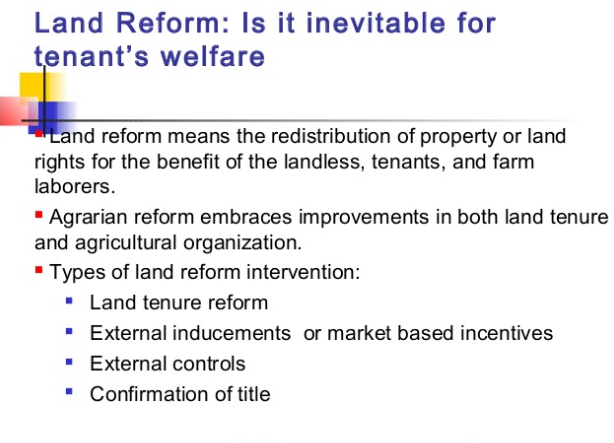 Land Reform: Is it inevitable for
tenant's welfare
Land reform means the redistribution of property or land
rights for the benefit of the landless, tenants, and farm
laborers.
Agrarian reform embraces improvements in both land tenure
and agricultural organization.
Types of land reform intervention:
Land tenure reform
External inducements or market based incentives
External controls
Confirmation of title